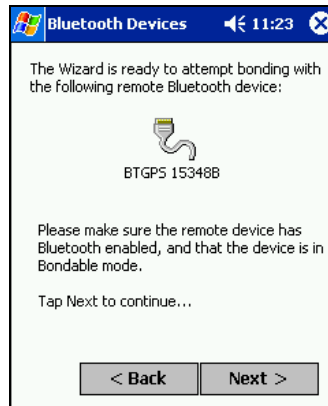 Bluetooth Devices 11:23
The Wizard is ready to attempt bonding with
the following remote Bluetooth device:
BTGPS 15348B
Please make sure the remote device has
Bluetooth enabled, and that the device is in
Bondable mode.
Tap Next to continue...
< Back Next >